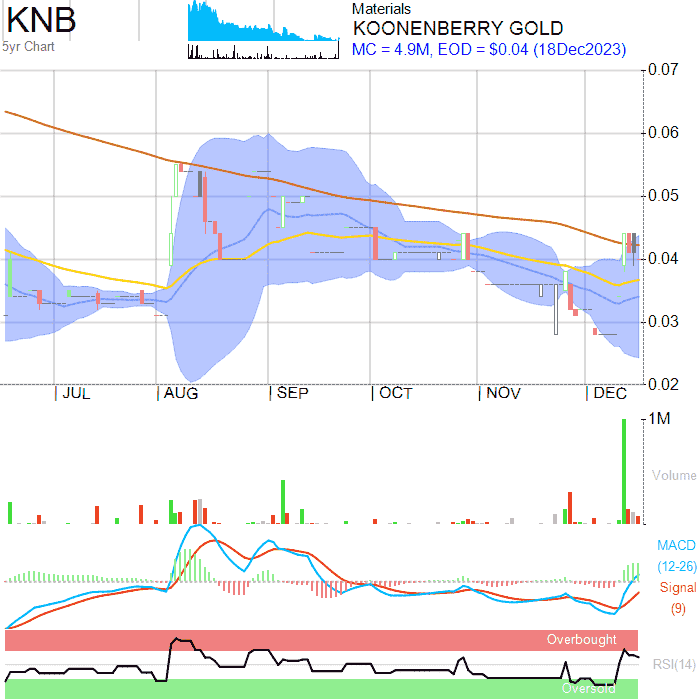 KNB
5yr Chart
Materials
KOONENBERRY GOLD
MC = 4.9M, EOD = $0.04 (18Dec2023)
0.07
0.06
0.05
0.04
0.03
0.02
JUL AUG SEP OCT NOV DEC
1M
Volume
MACD
(12-26)
Signal
(9)
Overbought
RSI(14)
Oversold